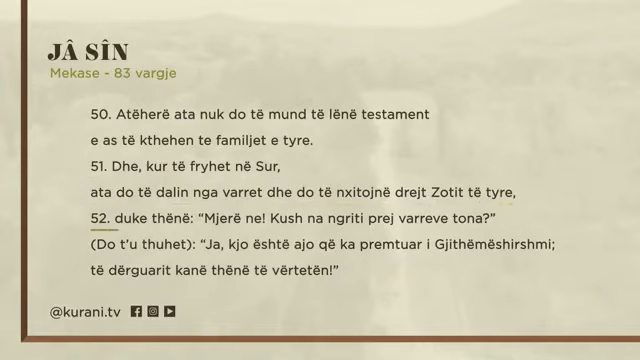 JÂ SÎN
Mekase - 83 vargje
50. Atëherë ata nuk do të mund të lënë testament
e as të kthehen te familjet e tyre.
51. Dhe, kur të fryhet në Sur,
ata do të dalin nga varret dhe do të nxitojnë drejt Zotit të tyre,
52. duke thënë: “Mjerë ne! Kush na ngriti prej varreve tona?”
(Do t’u thuhet): “Ja, kjo është ajo që ka premtuar i Gjithëmëshirshmi;
të dërguarit kanë thënë të vërtetën!”
@kurani.tv